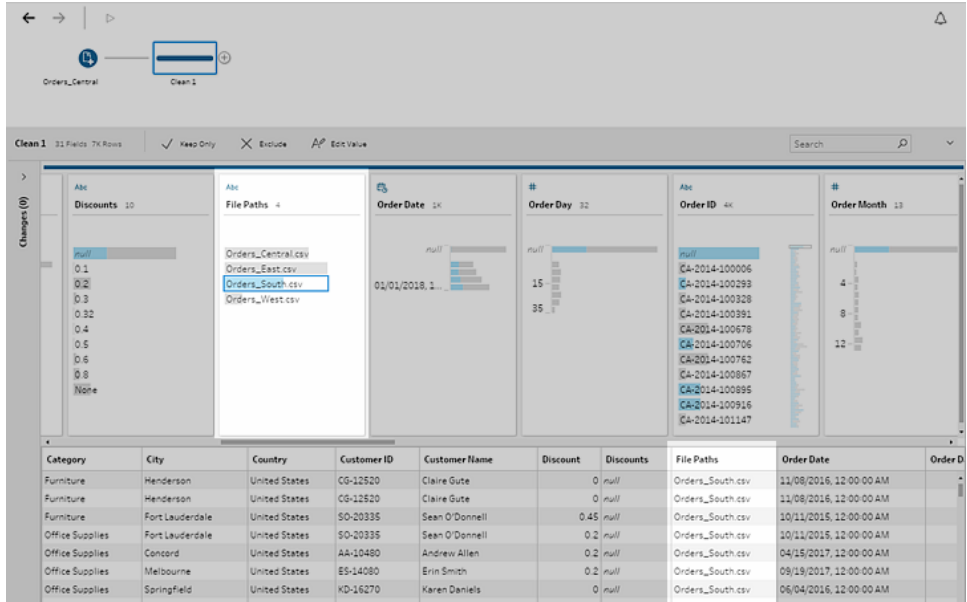 Orders_Central
Clean 1
Clean 1 31 Fields 7K Rows Keep Only Exclude Edit Value Search
Changes (0)
Abc
Discounts 10
null
0.1
0.2
0.3
0.32
0.4
0.5
0.6
0.8
None
Abc
File Paths 4
Orders_Central.csv
Orders_East.csv
Orders_South.csv
Orders_West.csv
Order Date 1K
null
01/01/2018, 1...
#
Order Day 32
null
15
35
Abc
Order ID 4K
null
CA-2014-100006
CA-2014-100293
CA-2014-100328
CA-2014-100391
CA-2014-100678
CA-2014-100706
CA-2014-100762
CA-2014-100867
CA-2014-100895
CA-2014-100916
CA-2014-101147
#
Order Month 13
null
4
8
12
Category City Country Customer ID Customer Name Discount Discounts File Paths Order Date Order D
Furniture Henderson United States CG-12520 Claire Gute 0 null Orders_South.csv 11/08/2016, 12:00:00 AM
Furniture Henderson United States CG-12520 Claire Gute 0 null Orders_South.csv 11/08/2016, 12:00:00 AM
Furniture Fort Lauderdale United States SO-20335 Sean O'Donnell 0.45 null Orders_South.csv 10/11/2015, 12:00:00 AM
Office Supplies Fort Lauderdale United States SO-20335 Sean O'Donnell 0.2 null Orders_South.csv 10/11/2015, 12:00:00 AM
Office Supplies Concord United States AA-10480 Andrew Allen 0.2 null Orders_South.csv 04/15/2017, 12:00:00 AM
Office Supplies Melbourne United States ES-14080 Erin Smith 0.2 null Orders_South.csv 09/19/2017, 12:00:00 AM
Office Supplies Springfield United States KD-16270 Karen Daniels 0 null Orders_South.csv 06/04/2016, 12:00:00 AM